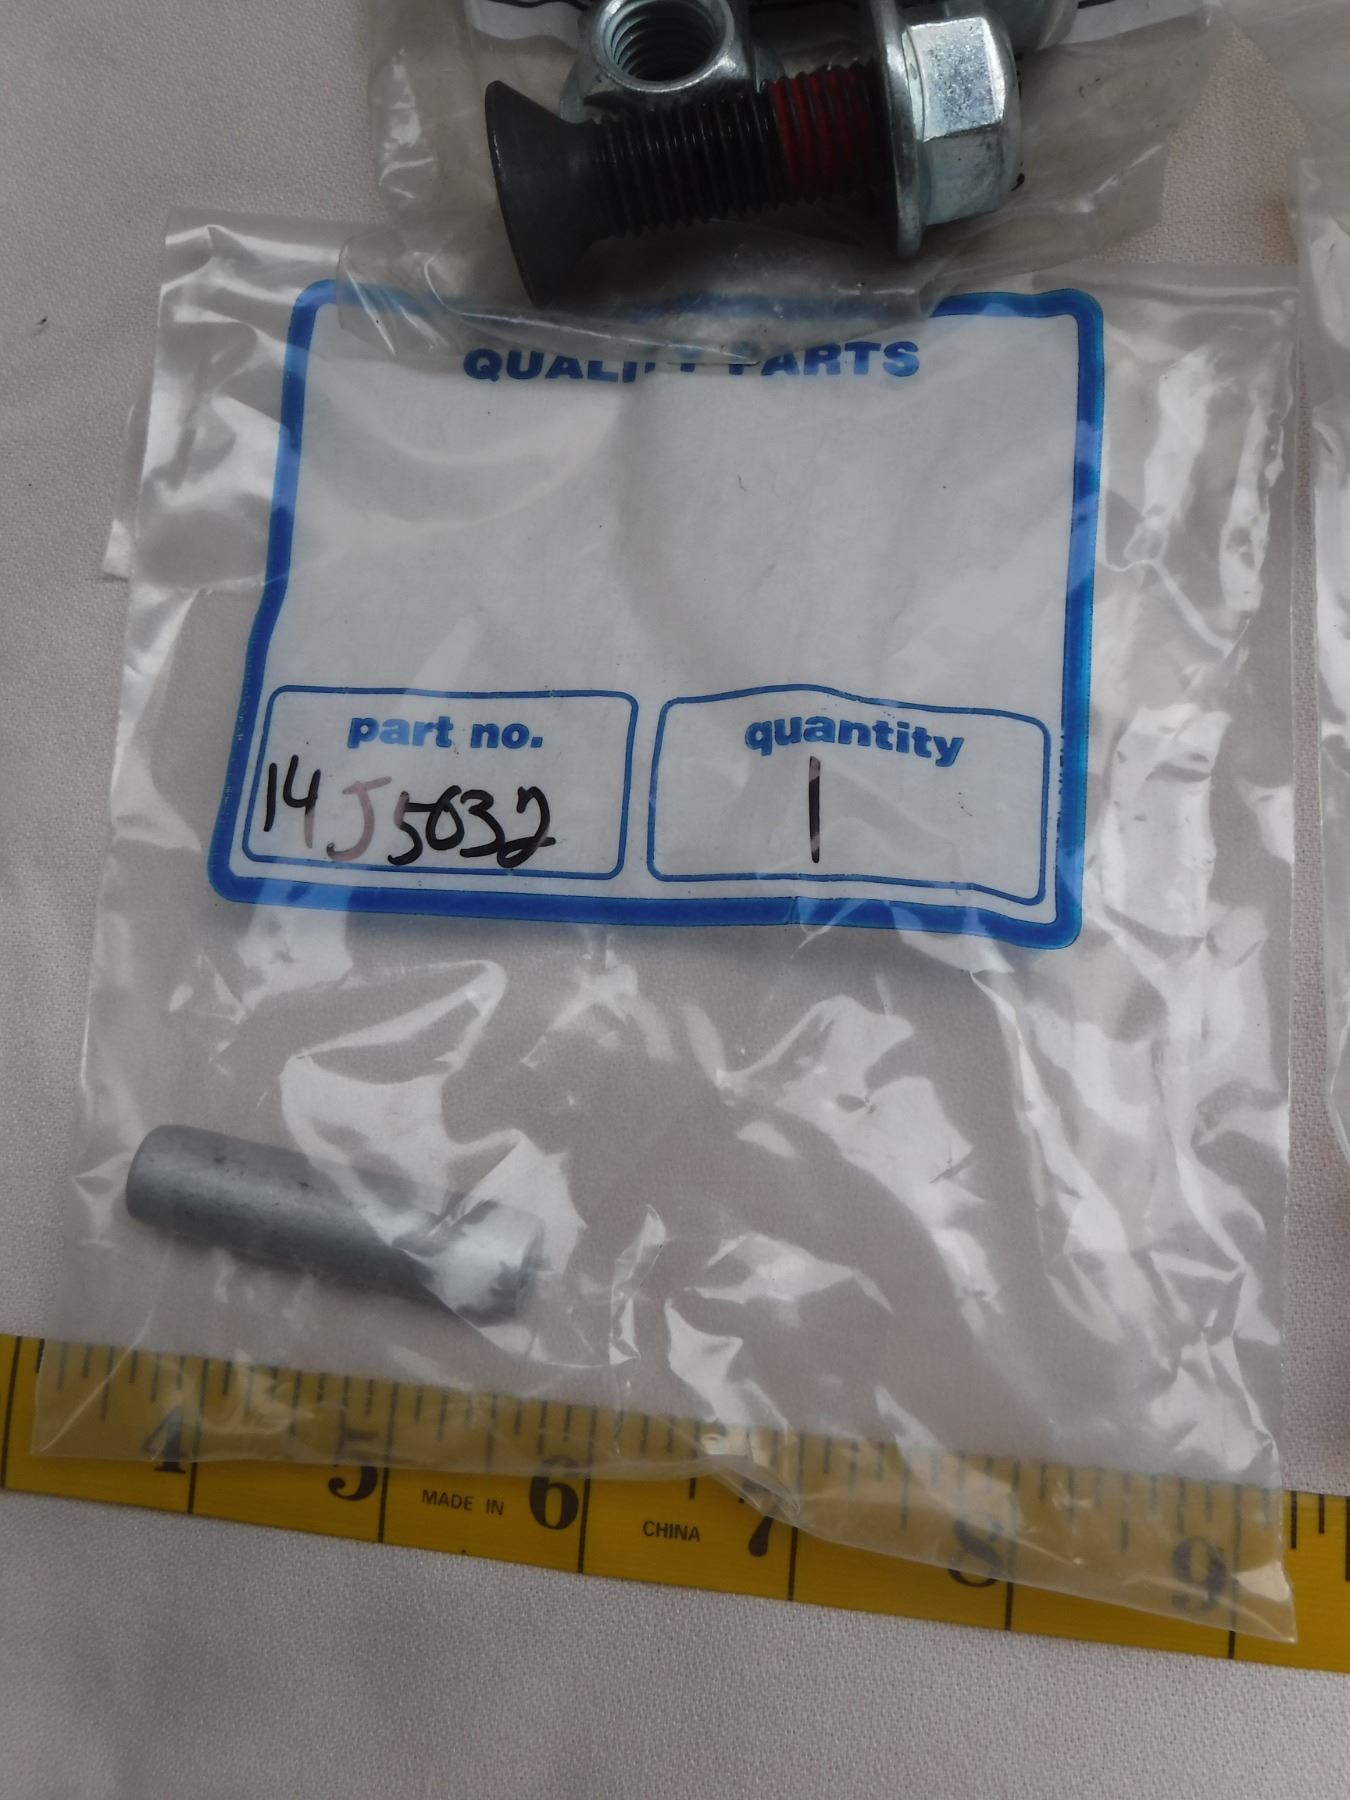 QUALITY PARTS
part no.
14J5032
quantity
1
4 5 6 7 8 9
MADE IN
CHINA